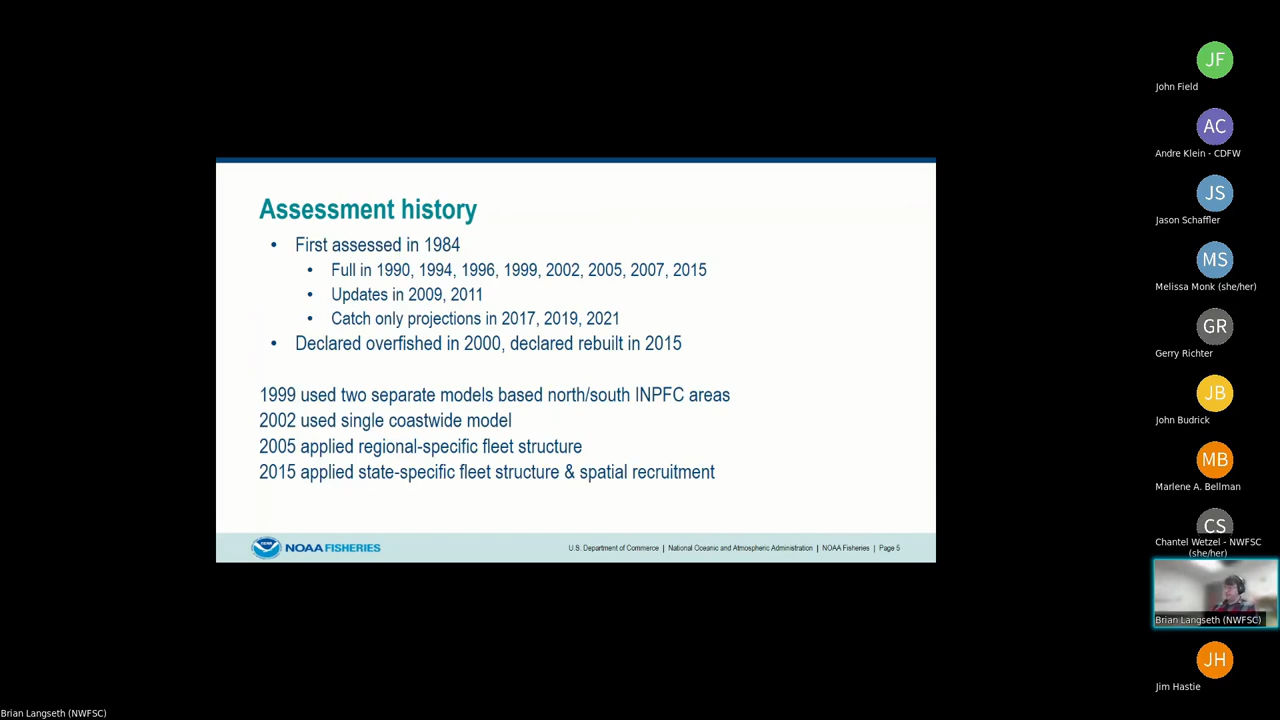 Assessment history
• First assessed in 1984
• Full in 1990, 1994, 1996, 1999, 2002, 2005, 2007, 2015
• Updates in 2009, 2011
• Catch only projections in 2017, 2019, 2021
• Declared overfished in 2000, declared rebuilt in 2015
1999 used two separate models based north/south INPFC areas
2002 used single coastwide model
2005 applied regional-specific fleet structure
2015 applied state-specific fleet structure & spatial recruitment
NOAA FISHERIES
U.S. Department of Commerce | National Oceanic and Atmospheric Administration | NOAA Fisheries | Page 5
JF
John Field
AC
Andre Klein - CDFW
JS
Jason Schaffler
MS
Melissa Monk (she/her)
GR
Gerry Richter
JB
John Budrick
MB
Marlene A. Bellman
CS
Chantel Wetzel - NWFSC
(she/her)
Brian Langseth (NWFSC)
JH
Jim Hastie
Brian Langseth (NWFSC)